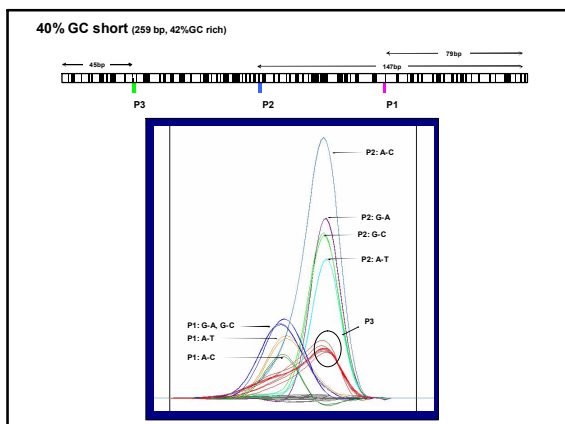 40% GC short (259 bp, 42%GC rich)
79bp
45bp
147bp
P3
P2
P1
P2: A-C
P2: G-A
P2: G-C
P2: A-T
P1: G-A, G-C
P3
P1: A-T
P1: A-C